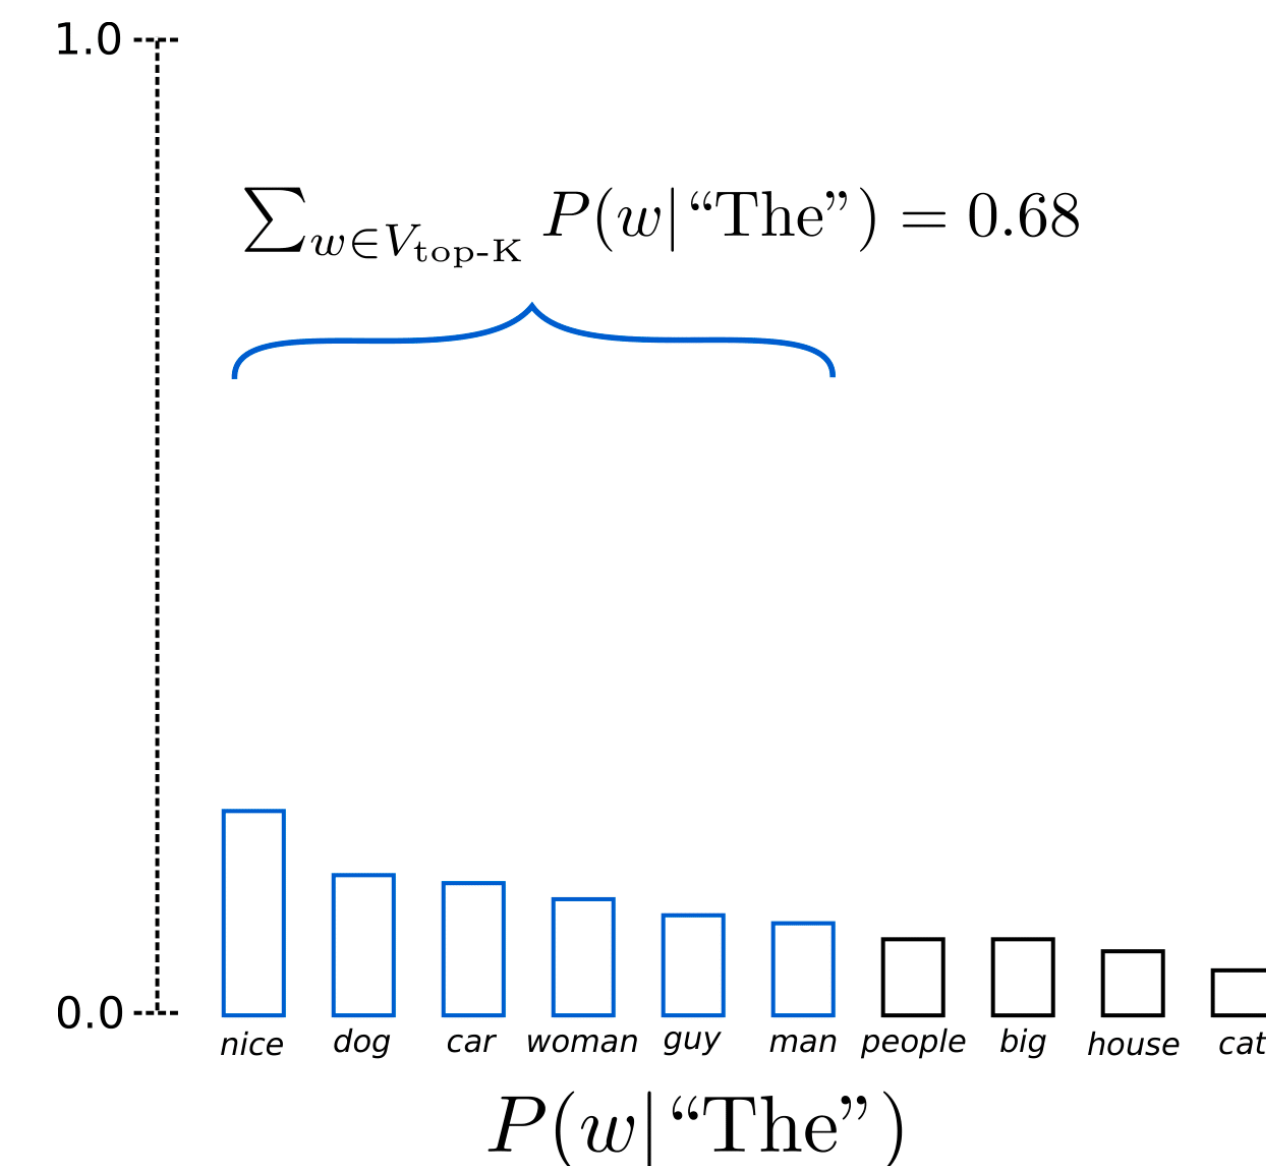 1.0
∑w∈Vtop-K P(w|“The”) = 0.68
0.0
nice dog car woman guy man people big house cat
P(w|“The”)